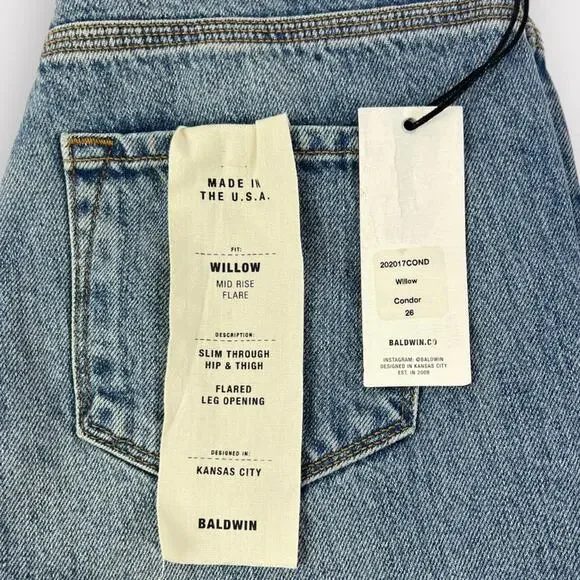 MADE IN
THE U.S.A.
FIT:
WILLOW
MID RISE
FLARE
DESCRIPTION:
SLIM THROUGH
HIP & THIGH
FLARED
LEG OPENING
DESIGNED IN:
KANSAS CITY
BALDWIN
202017COND
Willow
Condor
26
BALDWIN.CO
INSTAGRAM: @BALDWIN
DESIGNED IN KANSAS CITY
EST. IN 2009